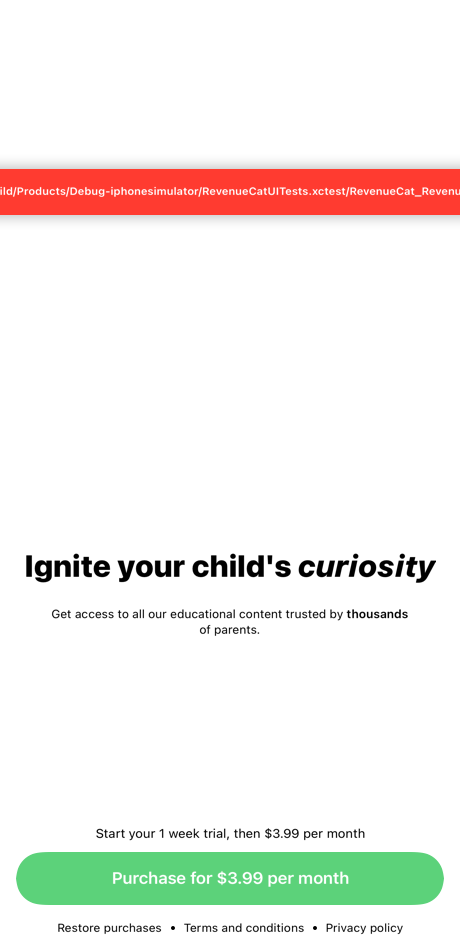 ild/Products/Debug-iphonesimulator/RevenueCatUITests.xctest/RevenueCat_Revenu
Ignite your child's curiosity
Get access to all our educational content trusted by thousands
of parents.
Start your 1 week trial, then $3.99 per month
Purchase for $3.99 per month
Restore purchases • Terms and conditions • Privacy policy